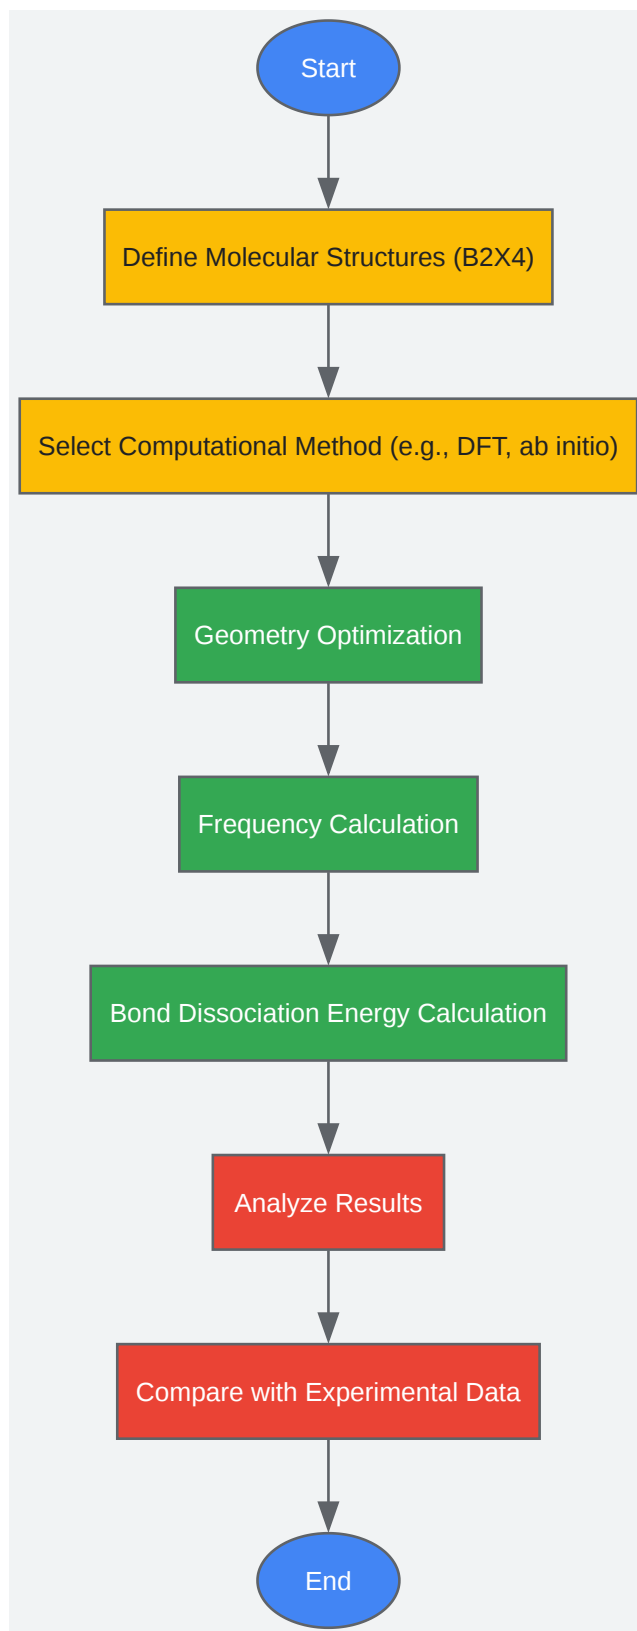 Start
Define Molecular Structures (B2X4)
Select Computational Method (e.g., DFT, ab initio)
Geometry Optimization
Frequency Calculation
Bond Dissociation Energy Calculation
Analyze Results
Compare with Experimental Data
End